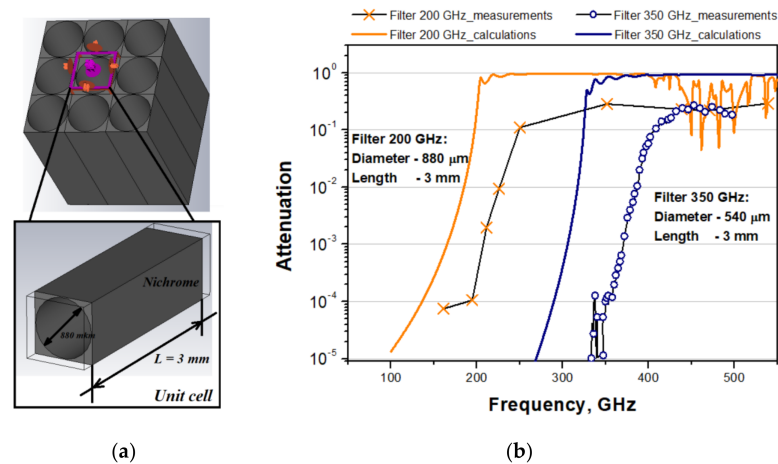 Nichrome
880 mkm
L = 3 mm
Unit cell
(a)
Filter 200 GHz_measurements
Filter 350 GHz_measurements
Filter 200 GHz_calculations
Filter 350 GHz_calculations
Attenuation
10⁰
10⁻¹
10⁻²
10⁻³
10⁻⁴
10⁻⁵
Filter 200 GHz:
Diameter - 880 μm
Length - 3 mm
Filter 350 GHz:
Diameter - 540 μm
Length - 3 mm
100 200 300 400 500
Frequency, GHz
(b)